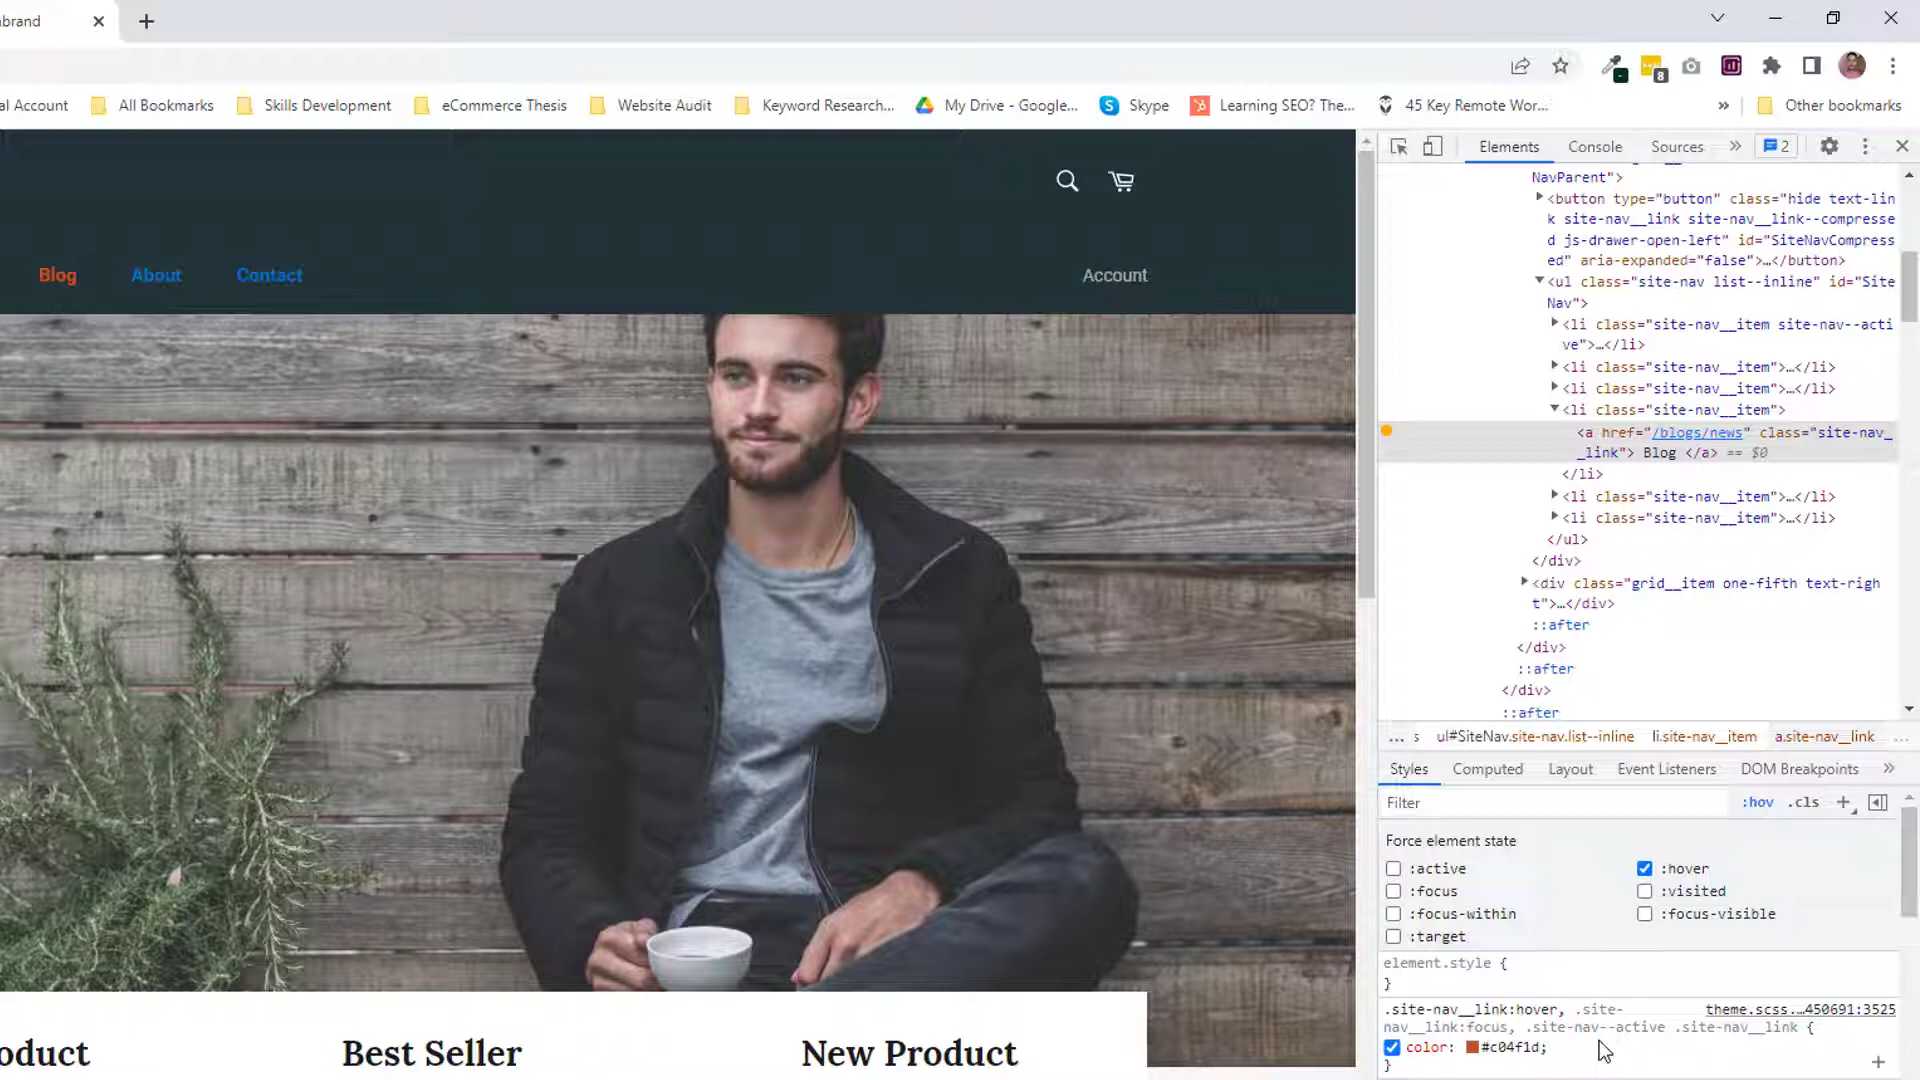 brand
8
al Account
All Bookmarks
Skills Development
eCommerce Thesis
Website Audit
Keyword Research...
My Drive - Google...
Skype
Learning SEO? The...
45 Key Remote Wor...
»
Other bookmarks
Blog
About
Contact
Account
oduct
Best Seller
New Product
Elements
Console
Sources
»
2
NavParent">
<button type="button" class="hide text-lin
k site-nav__link site-nav__link--compresse
d js-drawer-open-left" id="SiteNavCompress
ed" aria-expanded="false">…</button>
<ul class="site-nav list--inline" id="Site
Nav">
<li class="site-nav__item site-nav--acti
ve">…</li>
<li class="site-nav__item">…</li>
<li class="site-nav__item">…</li>
<li class="site-nav__item">
<a href="/blogs/news" class="site-nav_
_link"> Blog </a> == $0
</li>
<li class="site-nav__item">…</li>
<li class="site-nav__item">…</li>
</ul>
</div>
<div class="grid__item one-fifth text-righ
t">…</div>
::after
</div>
::after
</div>
::after
... s ul#SiteNav.site-nav.list--inline li.site-nav__item a.site-nav__link ...
Styles
Computed
Layout
Event Listeners
DOM Breakpoints
»
Filter
:hov
.cls
+
Force element state
:active
:hover
:focus
:visited
:focus-within
:focus-visible
:target
element.style {
}
.site-nav__link:hover, .site- theme.scss.…450691:3525
nav__link:focus, .site-nav--active .site-nav__link {
color: #c04f1d;
}